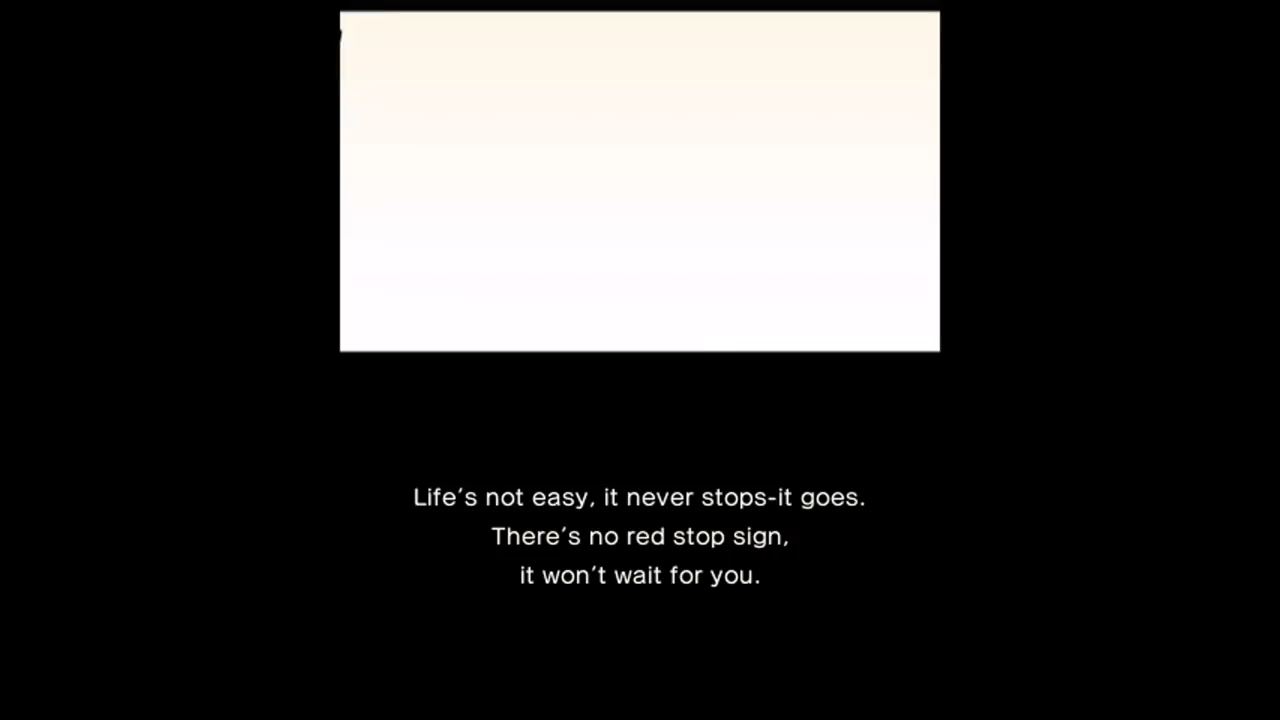 Life’s not easy, it never stops-it goes.
There’s no red stop sign,
it won’t wait for you.